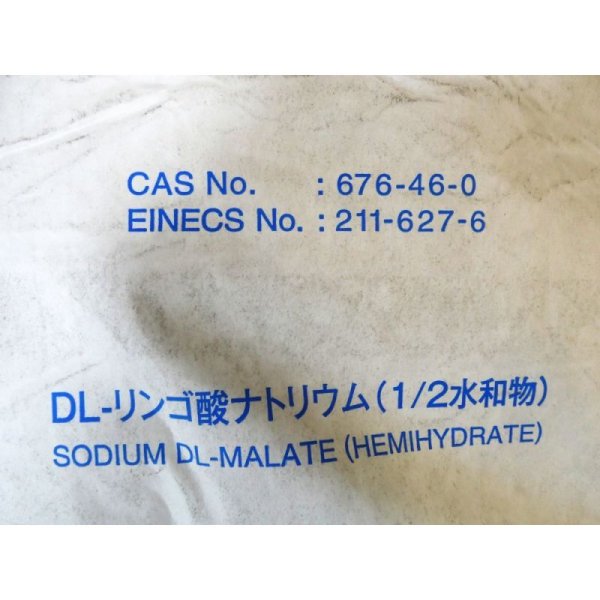 CAS No. : 676-46-0
EINECS No. : 211-627-6
DL-リンゴ酸ナトリウム(1/2水和物)
SODIUM DL-MALATE (HEMIHYDRATE)